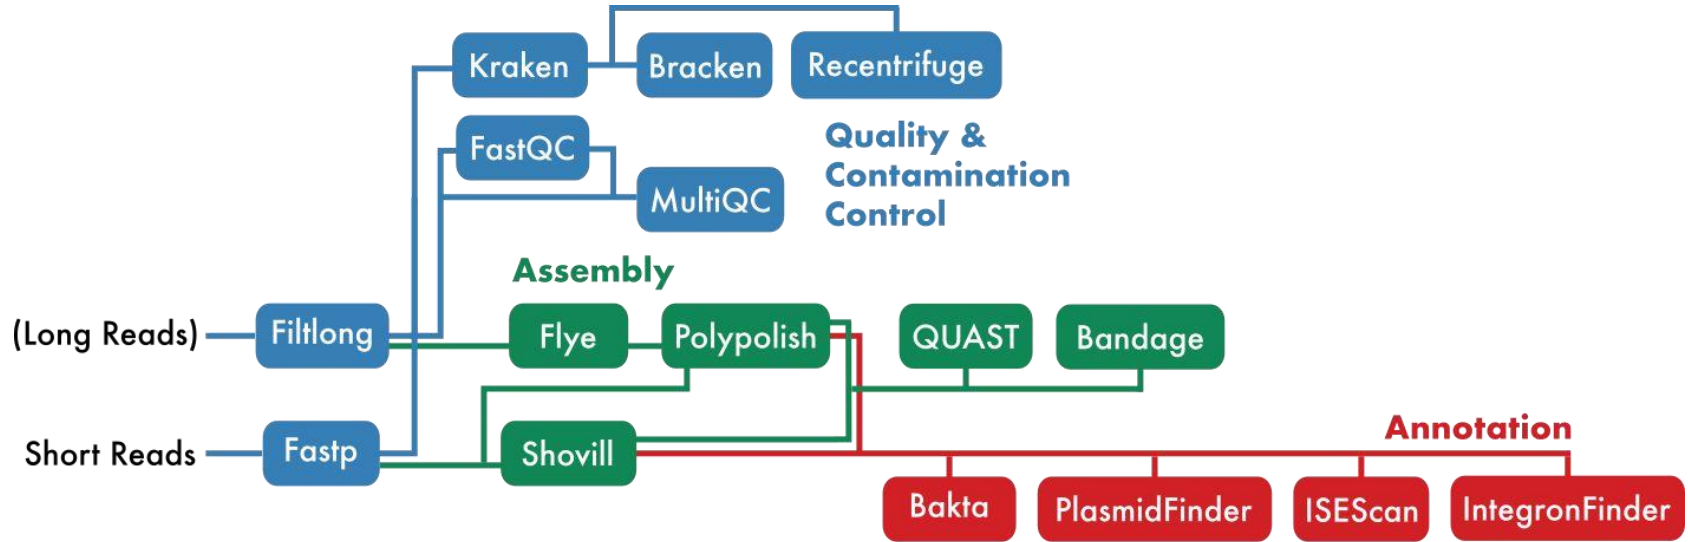 Kraken
Bracken
Recentrifuge
FastQC
MultiQC
Quality &
Contamination
Control
Assembly
(Long Reads)
Filtlong
Flye
Polypolish
QUAST
Bandage
Short Reads
Fastp
Shovill
Annotation
Bakta
PlasmidFinder
ISEScan
IntegronFinder